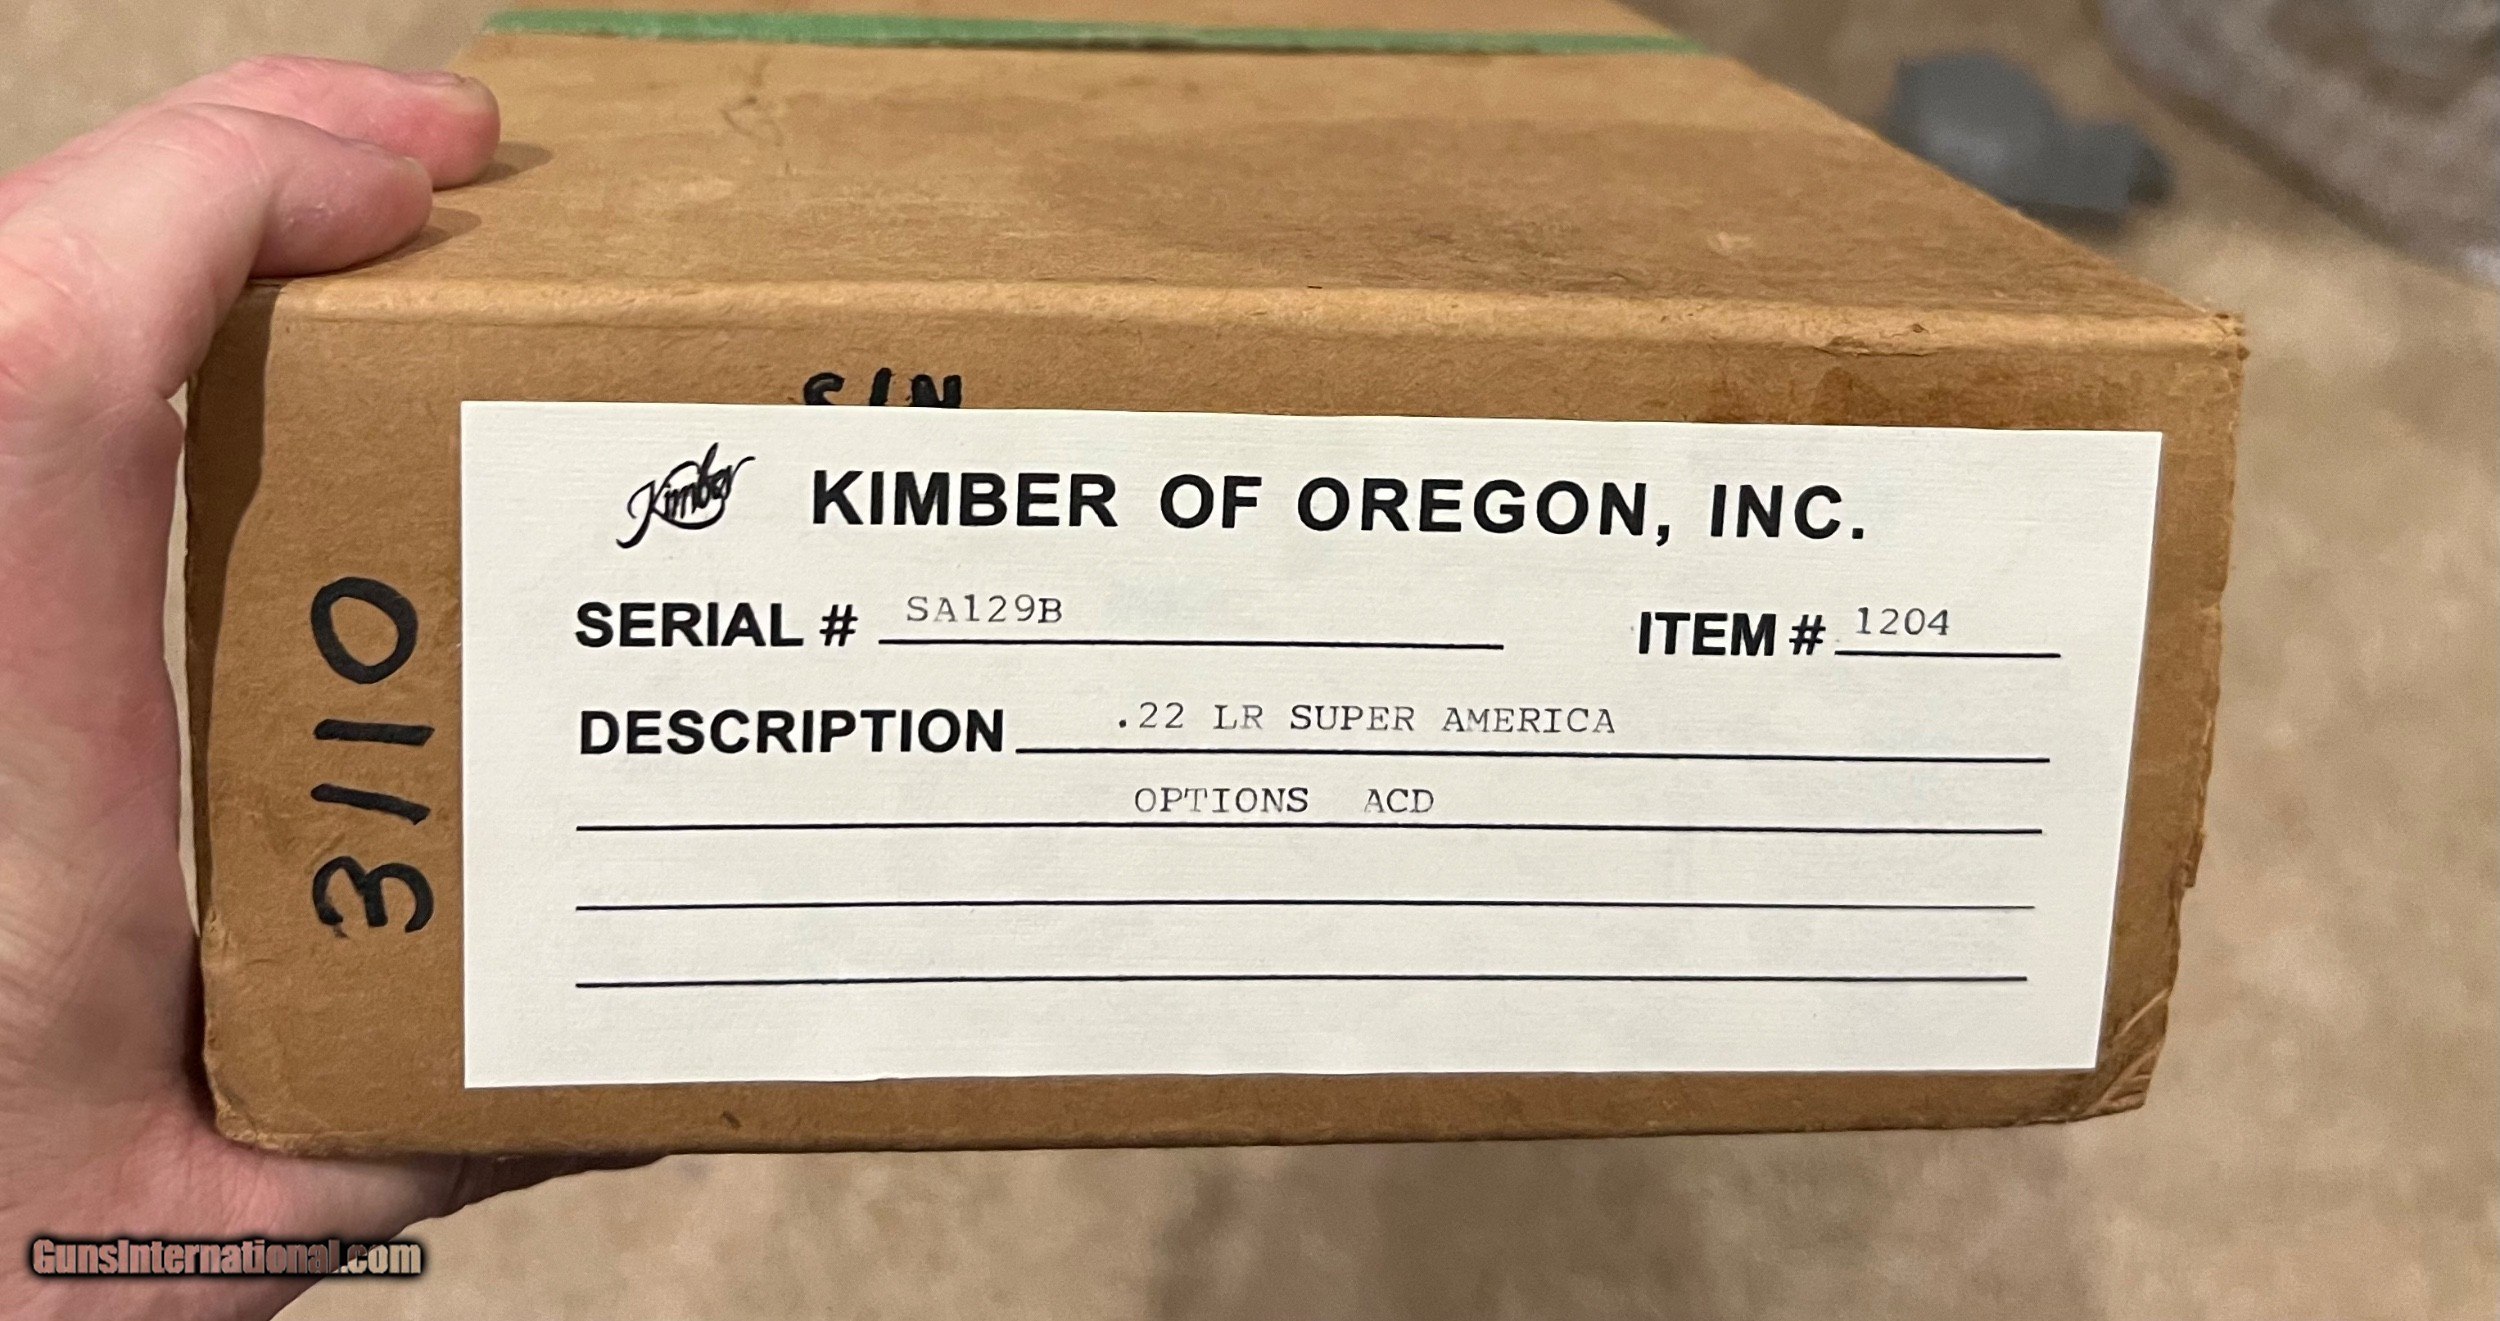 S/N
Kimber KIMBER OF OREGON, INC.
SERIAL # SA129B ITEM # 1204
DESCRIPTION .22 LR SUPER AMERICA
OPTIONS ACD
3110
GunsInternational.com